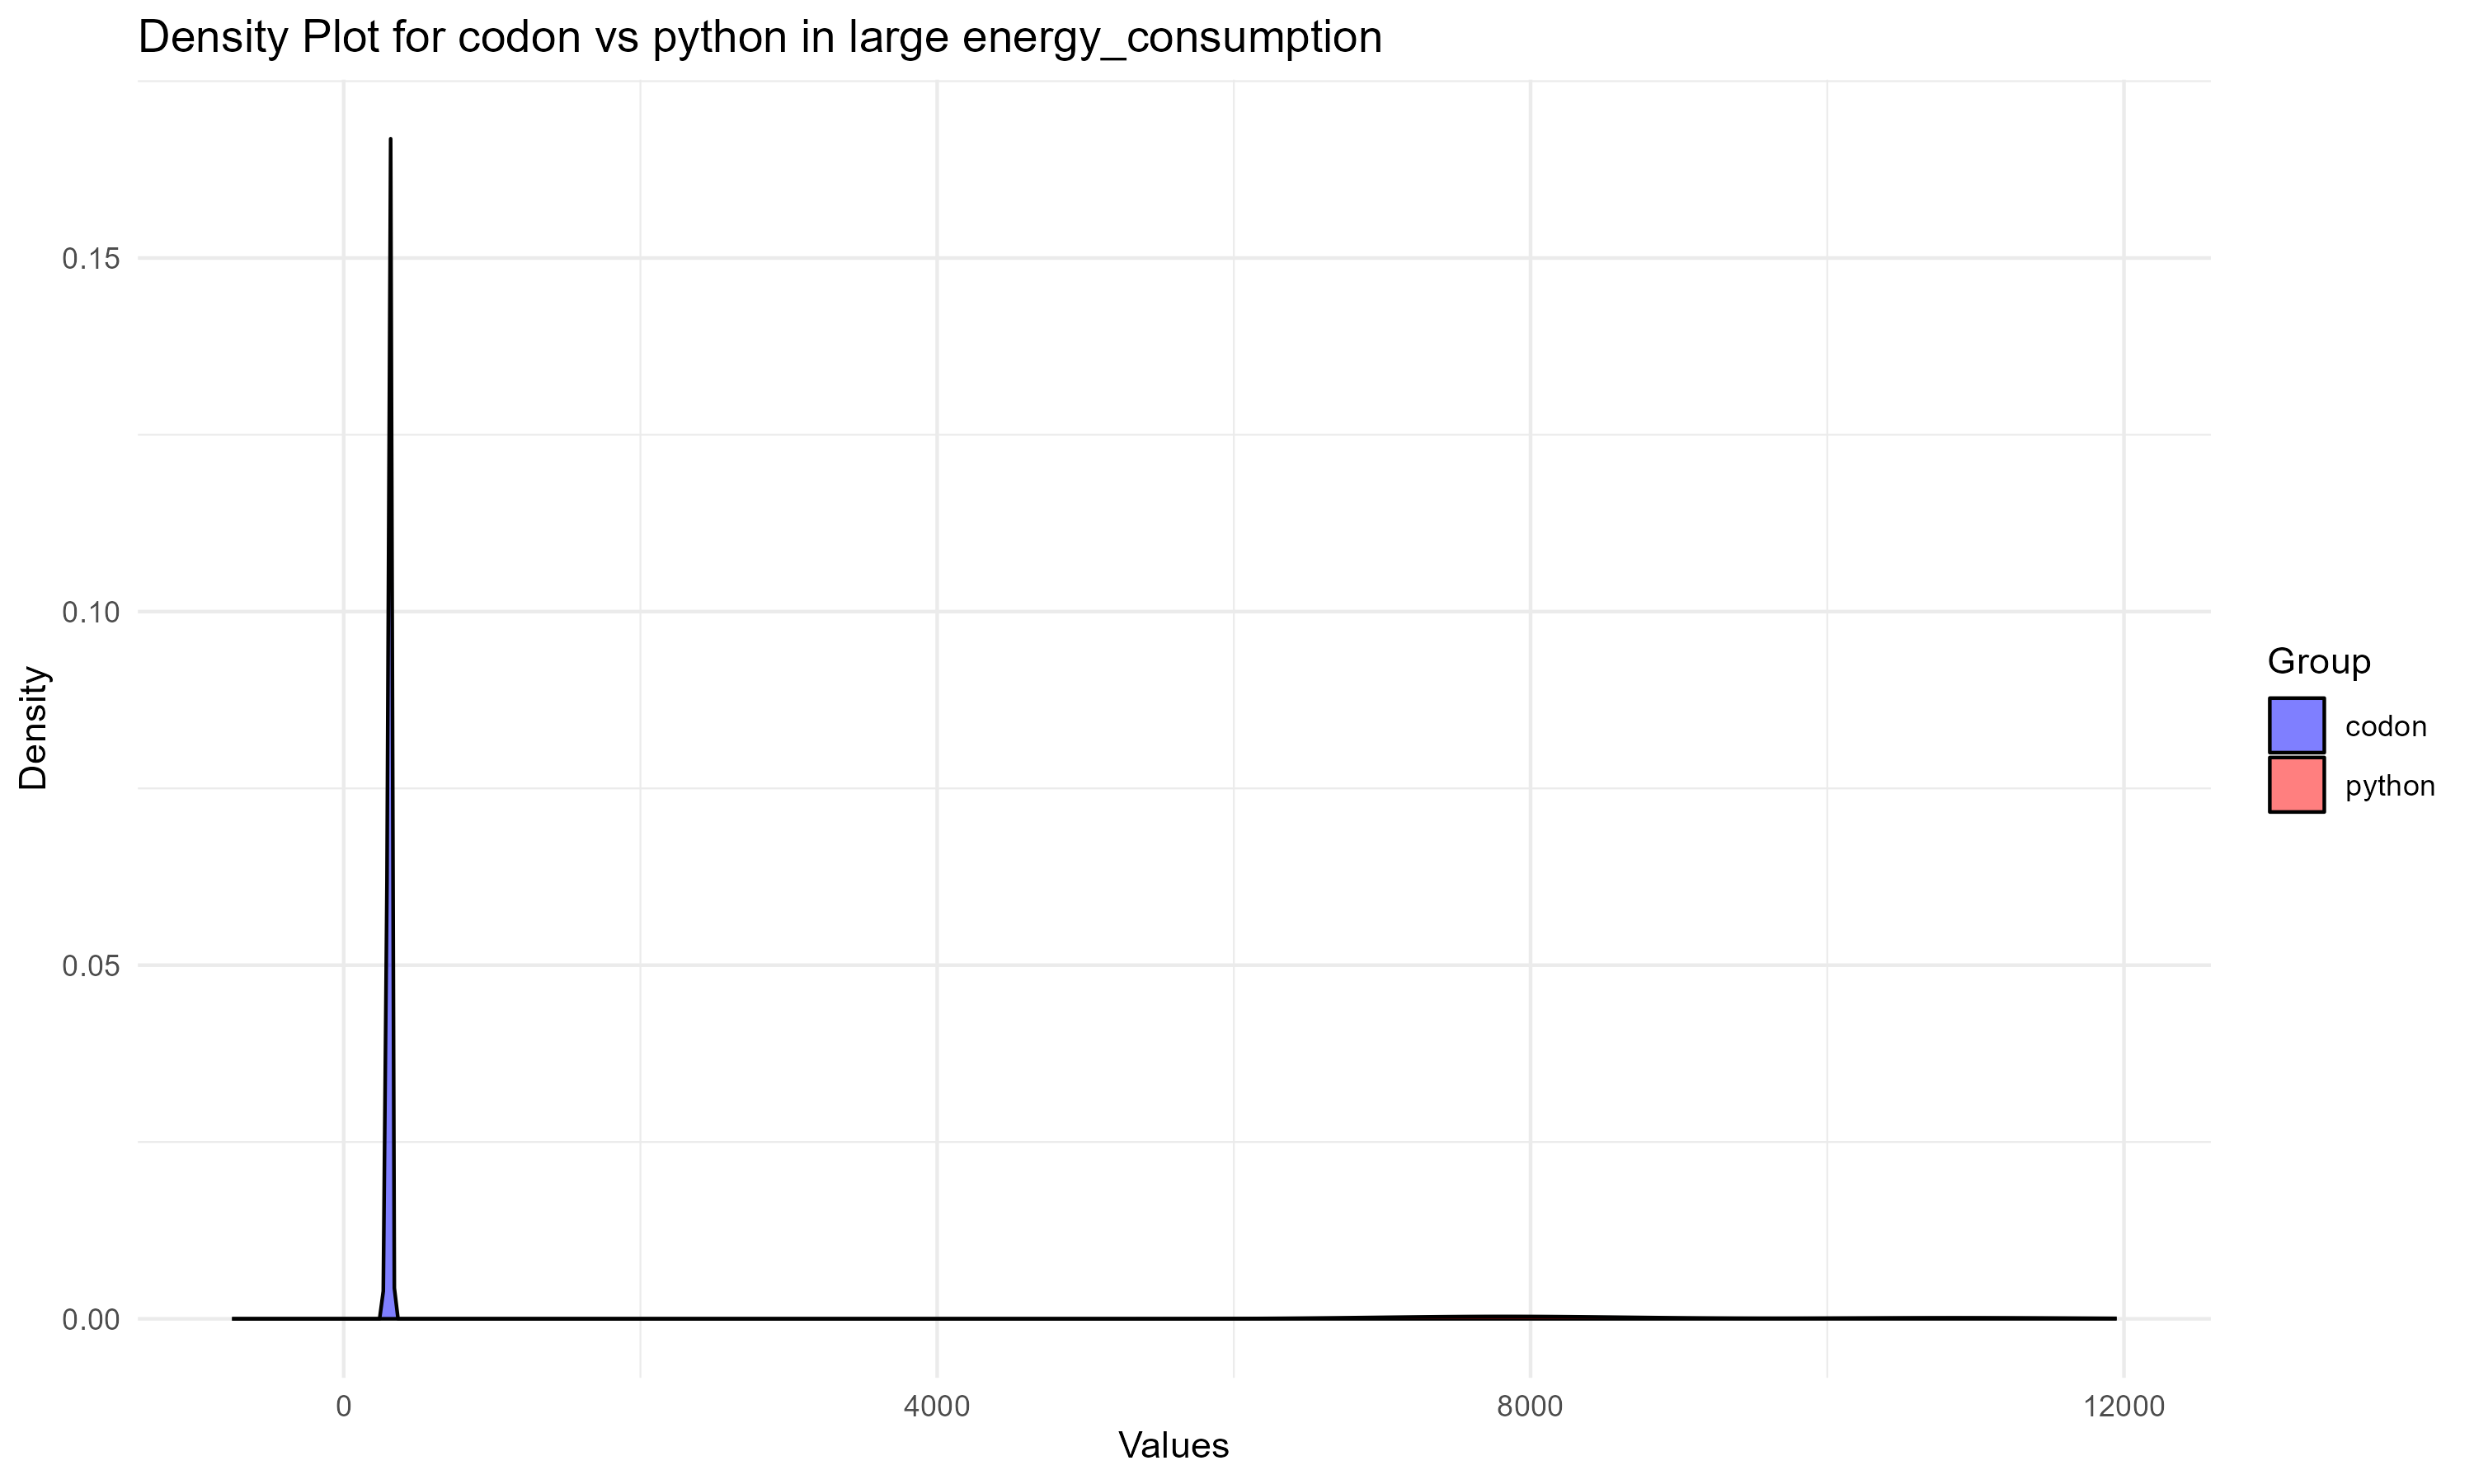 Density Plot for codon vs python in large energy_consumption
0.15
0.10
0.05
0.00
Density
0
4000
8000
12000
Values
Group
codon
python